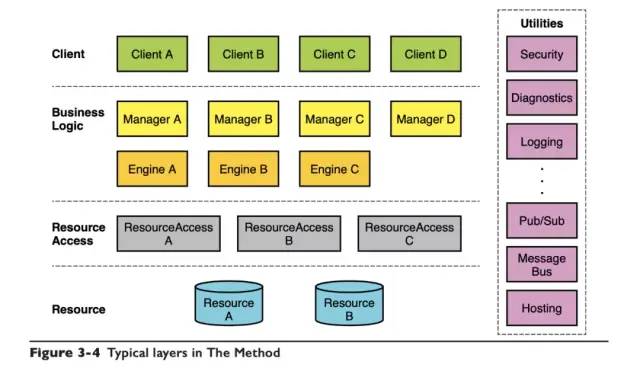 Utilities
Client
Client A
Client B
Client C
Client D
Security
Business
Logic
Manager A
Manager B
Manager C
Manager D
Diagnostics
Engine A
Engine B
Engine C
Logging
.
.
.
Resource
Access
ResourceAccess
A
ResourceAccess
B
ResourceAccess
C
Pub/Sub
Message
Bus
Resource
Resource
A
Resource
B
Hosting
Figure 3-4 Typical layers in The Method